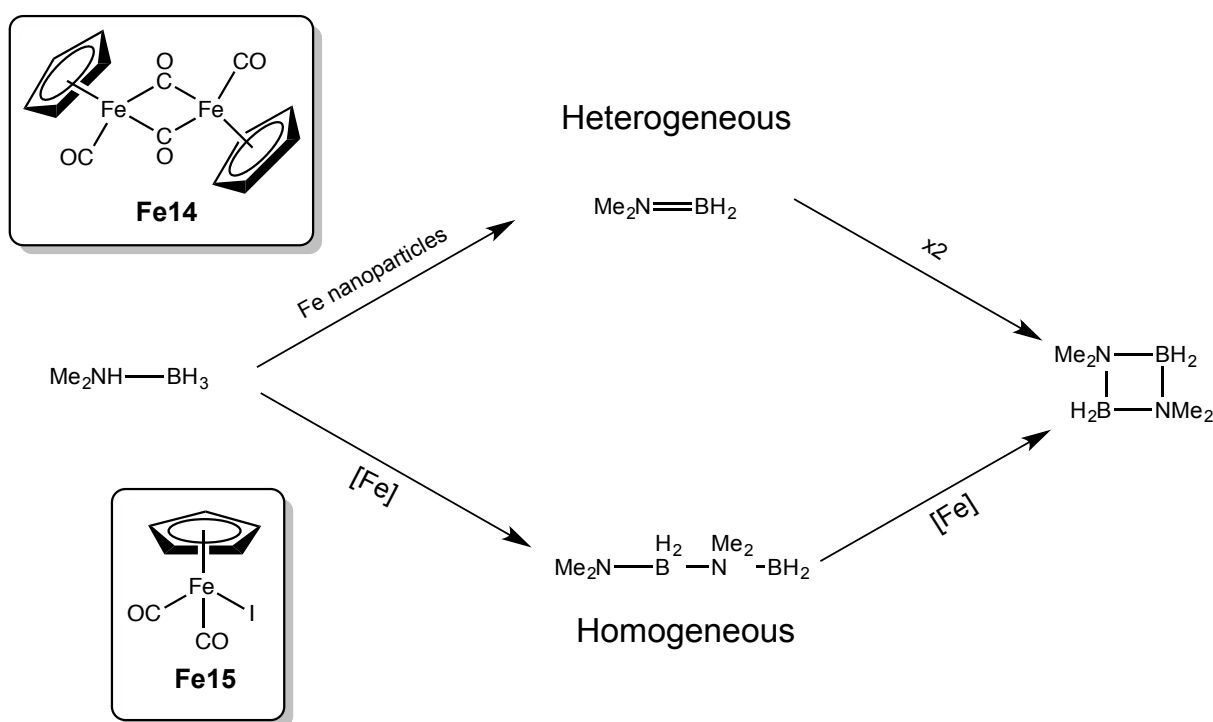 O
C
CO
Fe
Fe
OC
C
O
Fe14
Heterogeneous
Me₂N═BH₂
Fe nanoparticles
x2
Me₂NH—BH₃
Me₂N—BH₂
H₂B—NMe₂
[Fe]
[Fe]
H₂ Me₂
Me₂N—B—N—BH₂
Homogeneous
Fe
OC
I
CO
Fe15